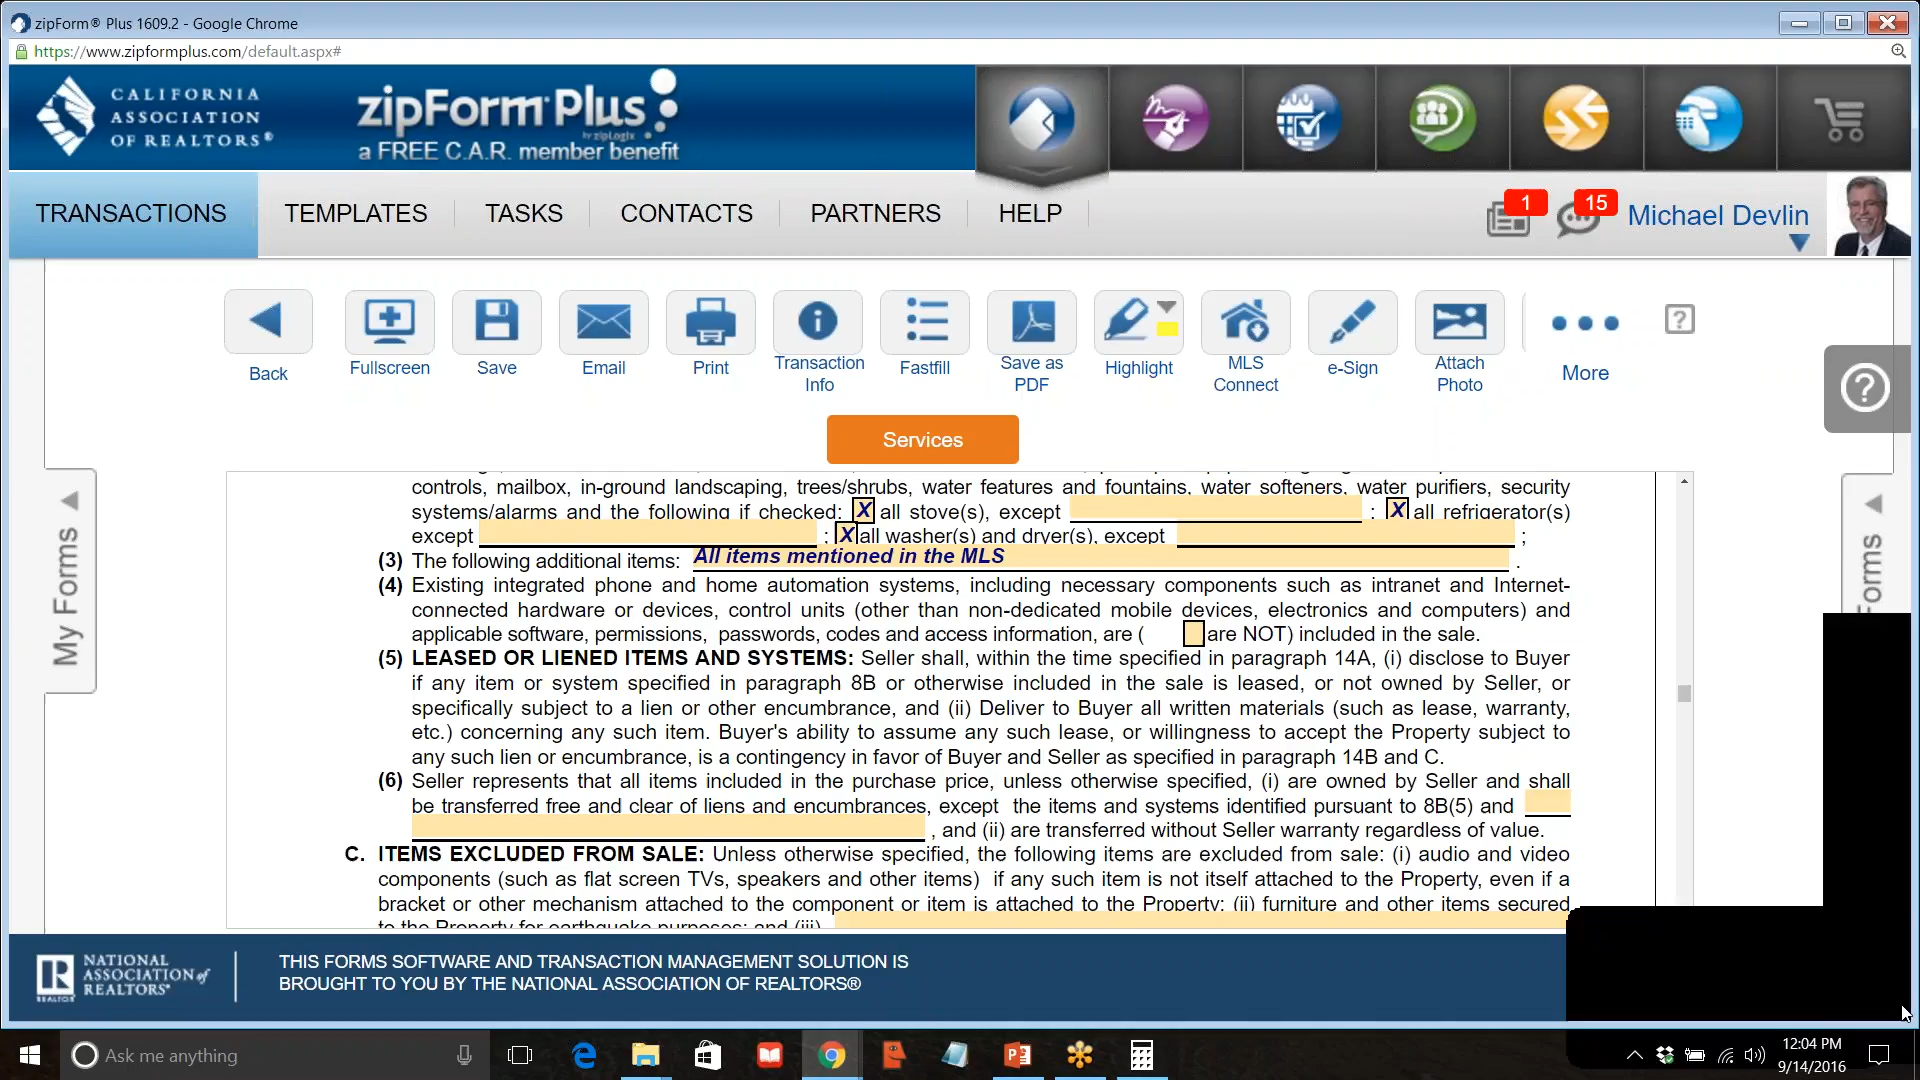 zipForm® Plus 1609.2 - Google Chrome
https://www.zipformplus.com/default.aspx#
CALIFORNIA
ASSOCIATION
OF REALTORS®
zipForm® Plus
by zipLogix
a FREE C.A.R. member benefit
TRANSACTIONS
TEMPLATES
TASKS
CONTACTS
PARTNERS
HELP
1
15
Michael Devlin
Back
Fullscreen
Save
Email
Print
Transaction
Info
Fastfill
Save as
PDF
Highlight
MLS
Connect
e-Sign
Attach
Photo
More
?
?
Services
My Forms
Forms
controls, mailbox, in-ground landscaping, trees/shrubs, water features and fountains, water softeners, water purifiers, security
systems/alarms and the following if checked: X all stove(s), except ; X all refrigerator(s)
except ; X all washer(s) and dryer(s), except ;
(3) The following additional items: All items mentioned in the MLS .
(4) Existing integrated phone and home automation systems, including necessary components such as intranet and Internet-
connected hardware or devices, control units (other than non-dedicated mobile devices, electronics and computers) and
applicable software, permissions, passwords, codes and access information, are ( are NOT) included in the sale.
(5) LEASED OR LIENED ITEMS AND SYSTEMS: Seller shall, within the time specified in paragraph 14A, (i) disclose to Buyer
if any item or system specified in paragraph 8B or otherwise included in the sale is leased, or not owned by Seller, or
specifically subject to a lien or other encumbrance, and (ii) Deliver to Buyer all written materials (such as lease, warranty,
etc.) concerning any such item. Buyer's ability to assume any such lease, or willingness to accept the Property subject to
any such lien or encumbrance, is a contingency in favor of Buyer and Seller as specified in paragraph 14B and C.
(6) Seller represents that all items included in the purchase price, unless otherwise specified, (i) are owned by Seller and shall
be transferred free and clear of liens and encumbrances, except the items and systems identified pursuant to 8B(5) and
, and (ii) are transferred without Seller warranty regardless of value.
C. ITEMS EXCLUDED FROM SALE: Unless otherwise specified, the following items are excluded from sale: (i) audio and video
components (such as flat screen TVs, speakers and other items) if any such item is not itself attached to the Property, even if a
bracket or other mechanism attached to the component or item is attached to the Property; (ii) furniture and other items secured
to the Property for earthquake purposes; and (iii)
NATIONAL
ASSOCIATION of
REALTORS®
REALTOR®
THIS FORMS SOFTWARE AND TRANSACTION MANAGEMENT SOLUTION IS
BROUGHT TO YOU BY THE NATIONAL ASSOCIATION OF REALTORS®
Ask me anything
12:04 PM
9/14/2016